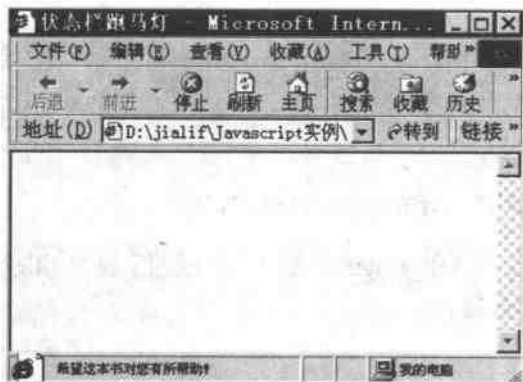 状态栏跑马灯 - Microsoft Intern...
文件(F) 编辑(E) 查看(V) 收藏(A) 工具(T) 帮助 »
后退 前进 停止 刷新 主页 搜索 收藏 历史 »
地址(D) D:\jialif\Javascript实例\ 转到 链接 »
希望这本书对您有所帮助! 我的电脑